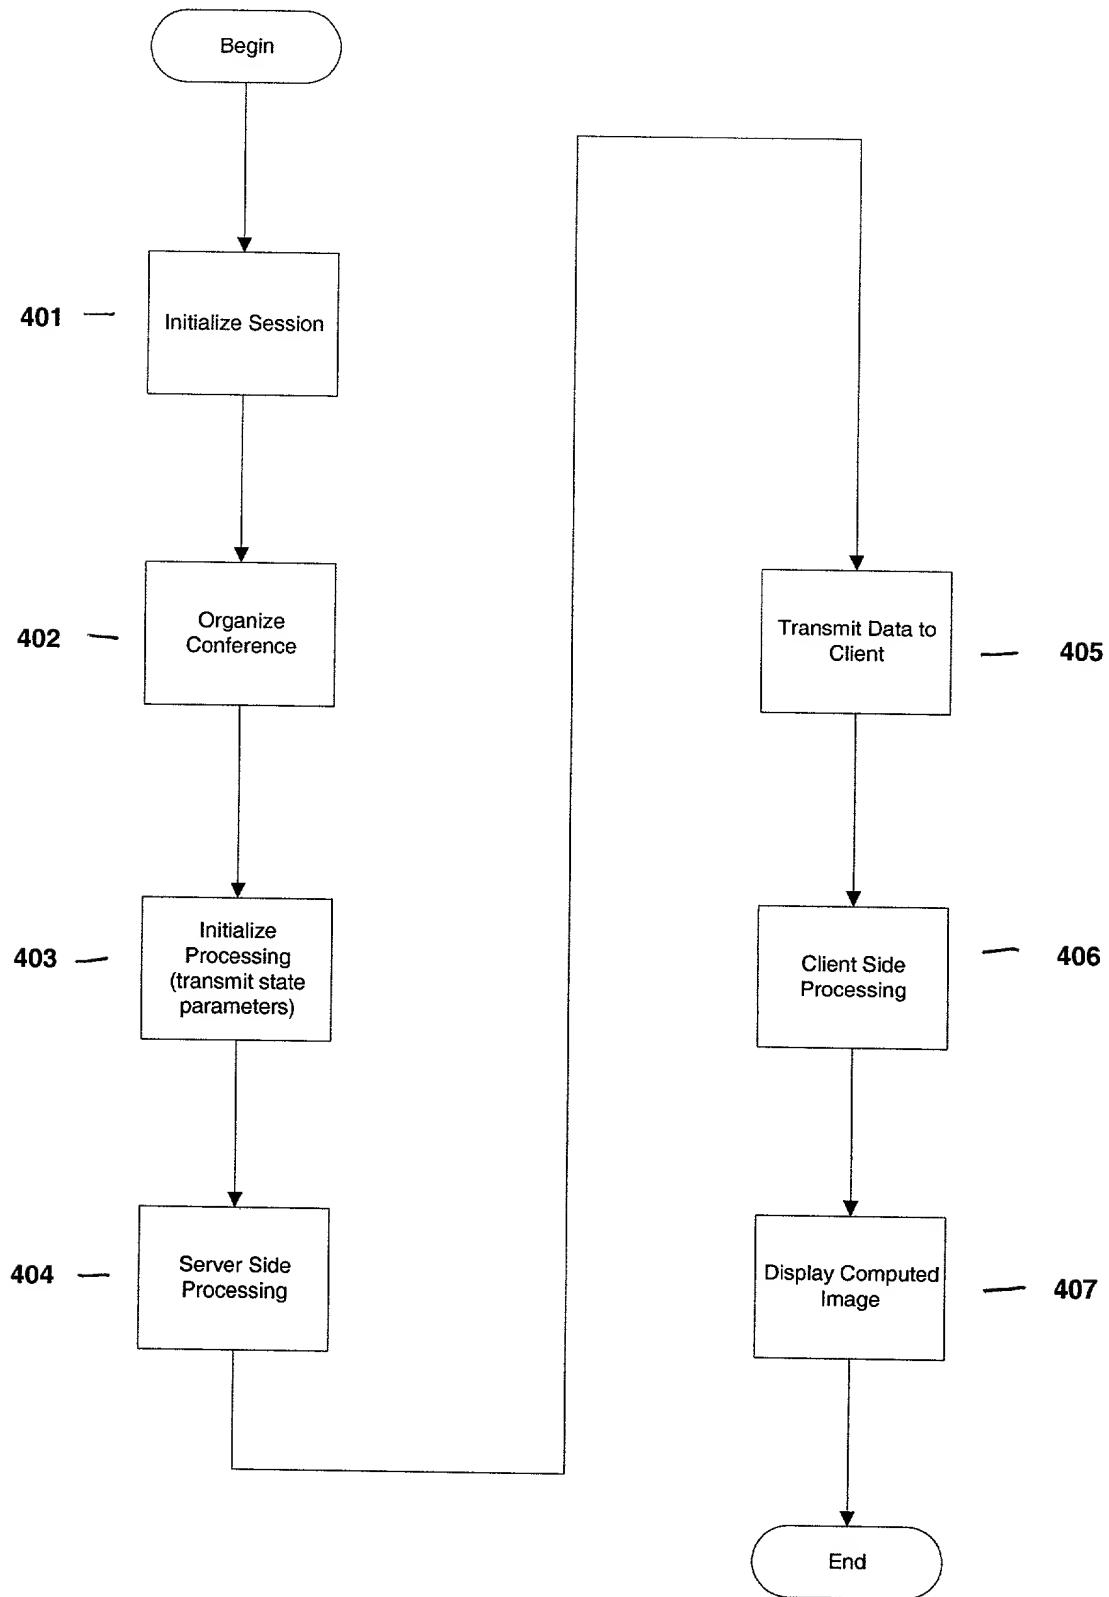 Begin
401
Initialize Session
402
Organize
Conference
403
Initialize
Processing
(transmit state
parameters)
404
Server Side
Processing
Transmit Data to
Client
405
Client Side
Processing
406
Display Computed
Image
407
End